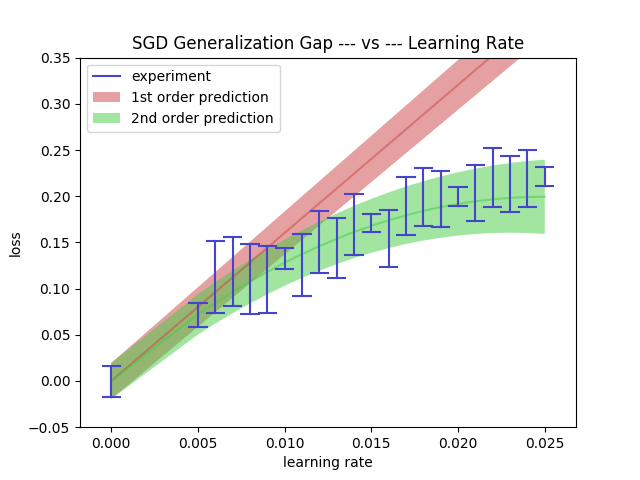 SGD Generalization Gap --- vs --- Learning Rate
experiment
1st order prediction
2nd order prediction
0.35
0.30
0.25
0.20
0.15
0.10
0.05
0.00
−0.05
loss
0.000 0.005 0.010 0.015 0.020 0.025
learning rate